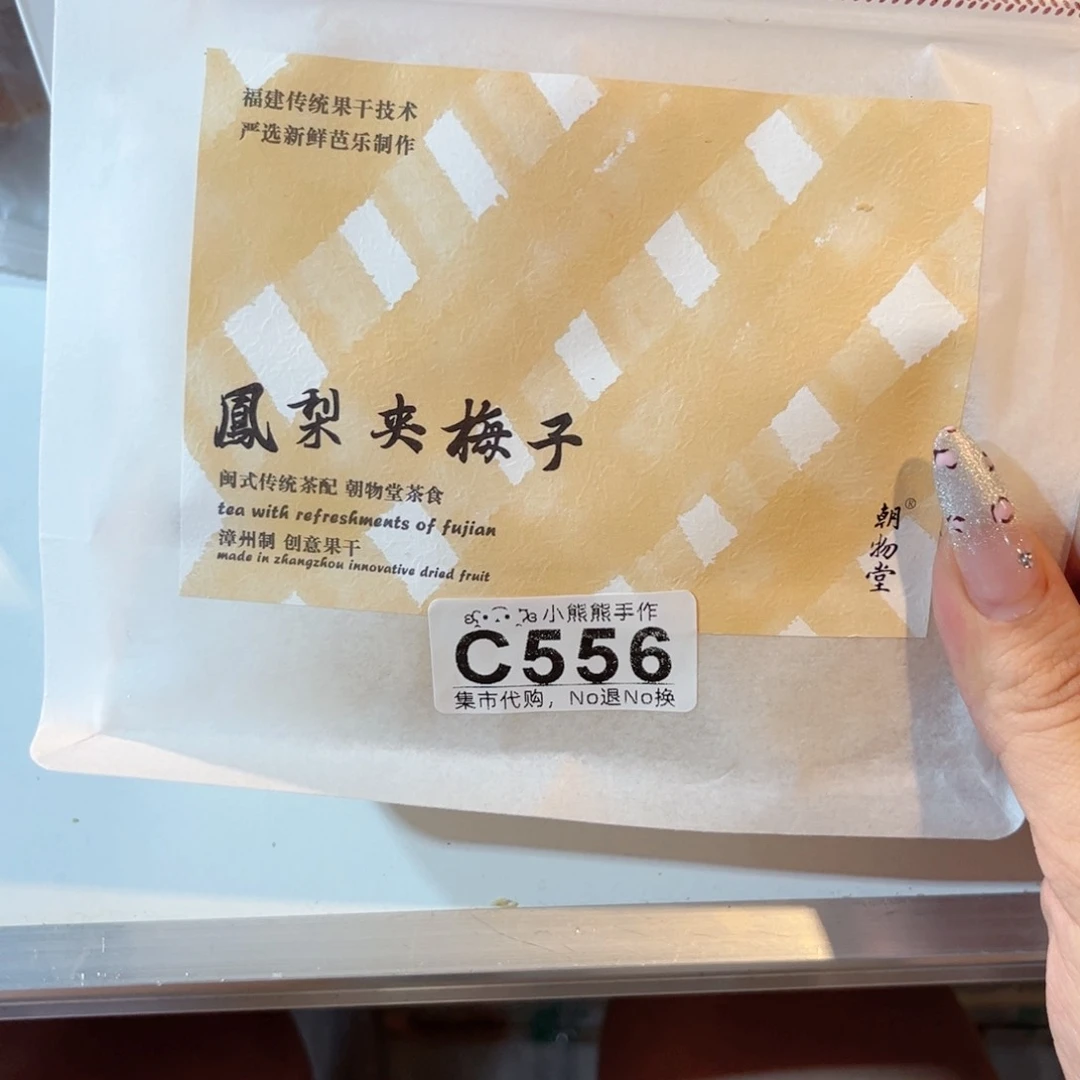 福建传统果干技术
严选新鲜芭乐制作
鳳梨夹梅子
闽式传统茶配 朝物堂茶食
tea with refreshments of fujian
漳州制 创意果干
made in zhangzhou innovative dried fruit
朝物堂®
小熊熊手作
C556
集市代购，No退No换